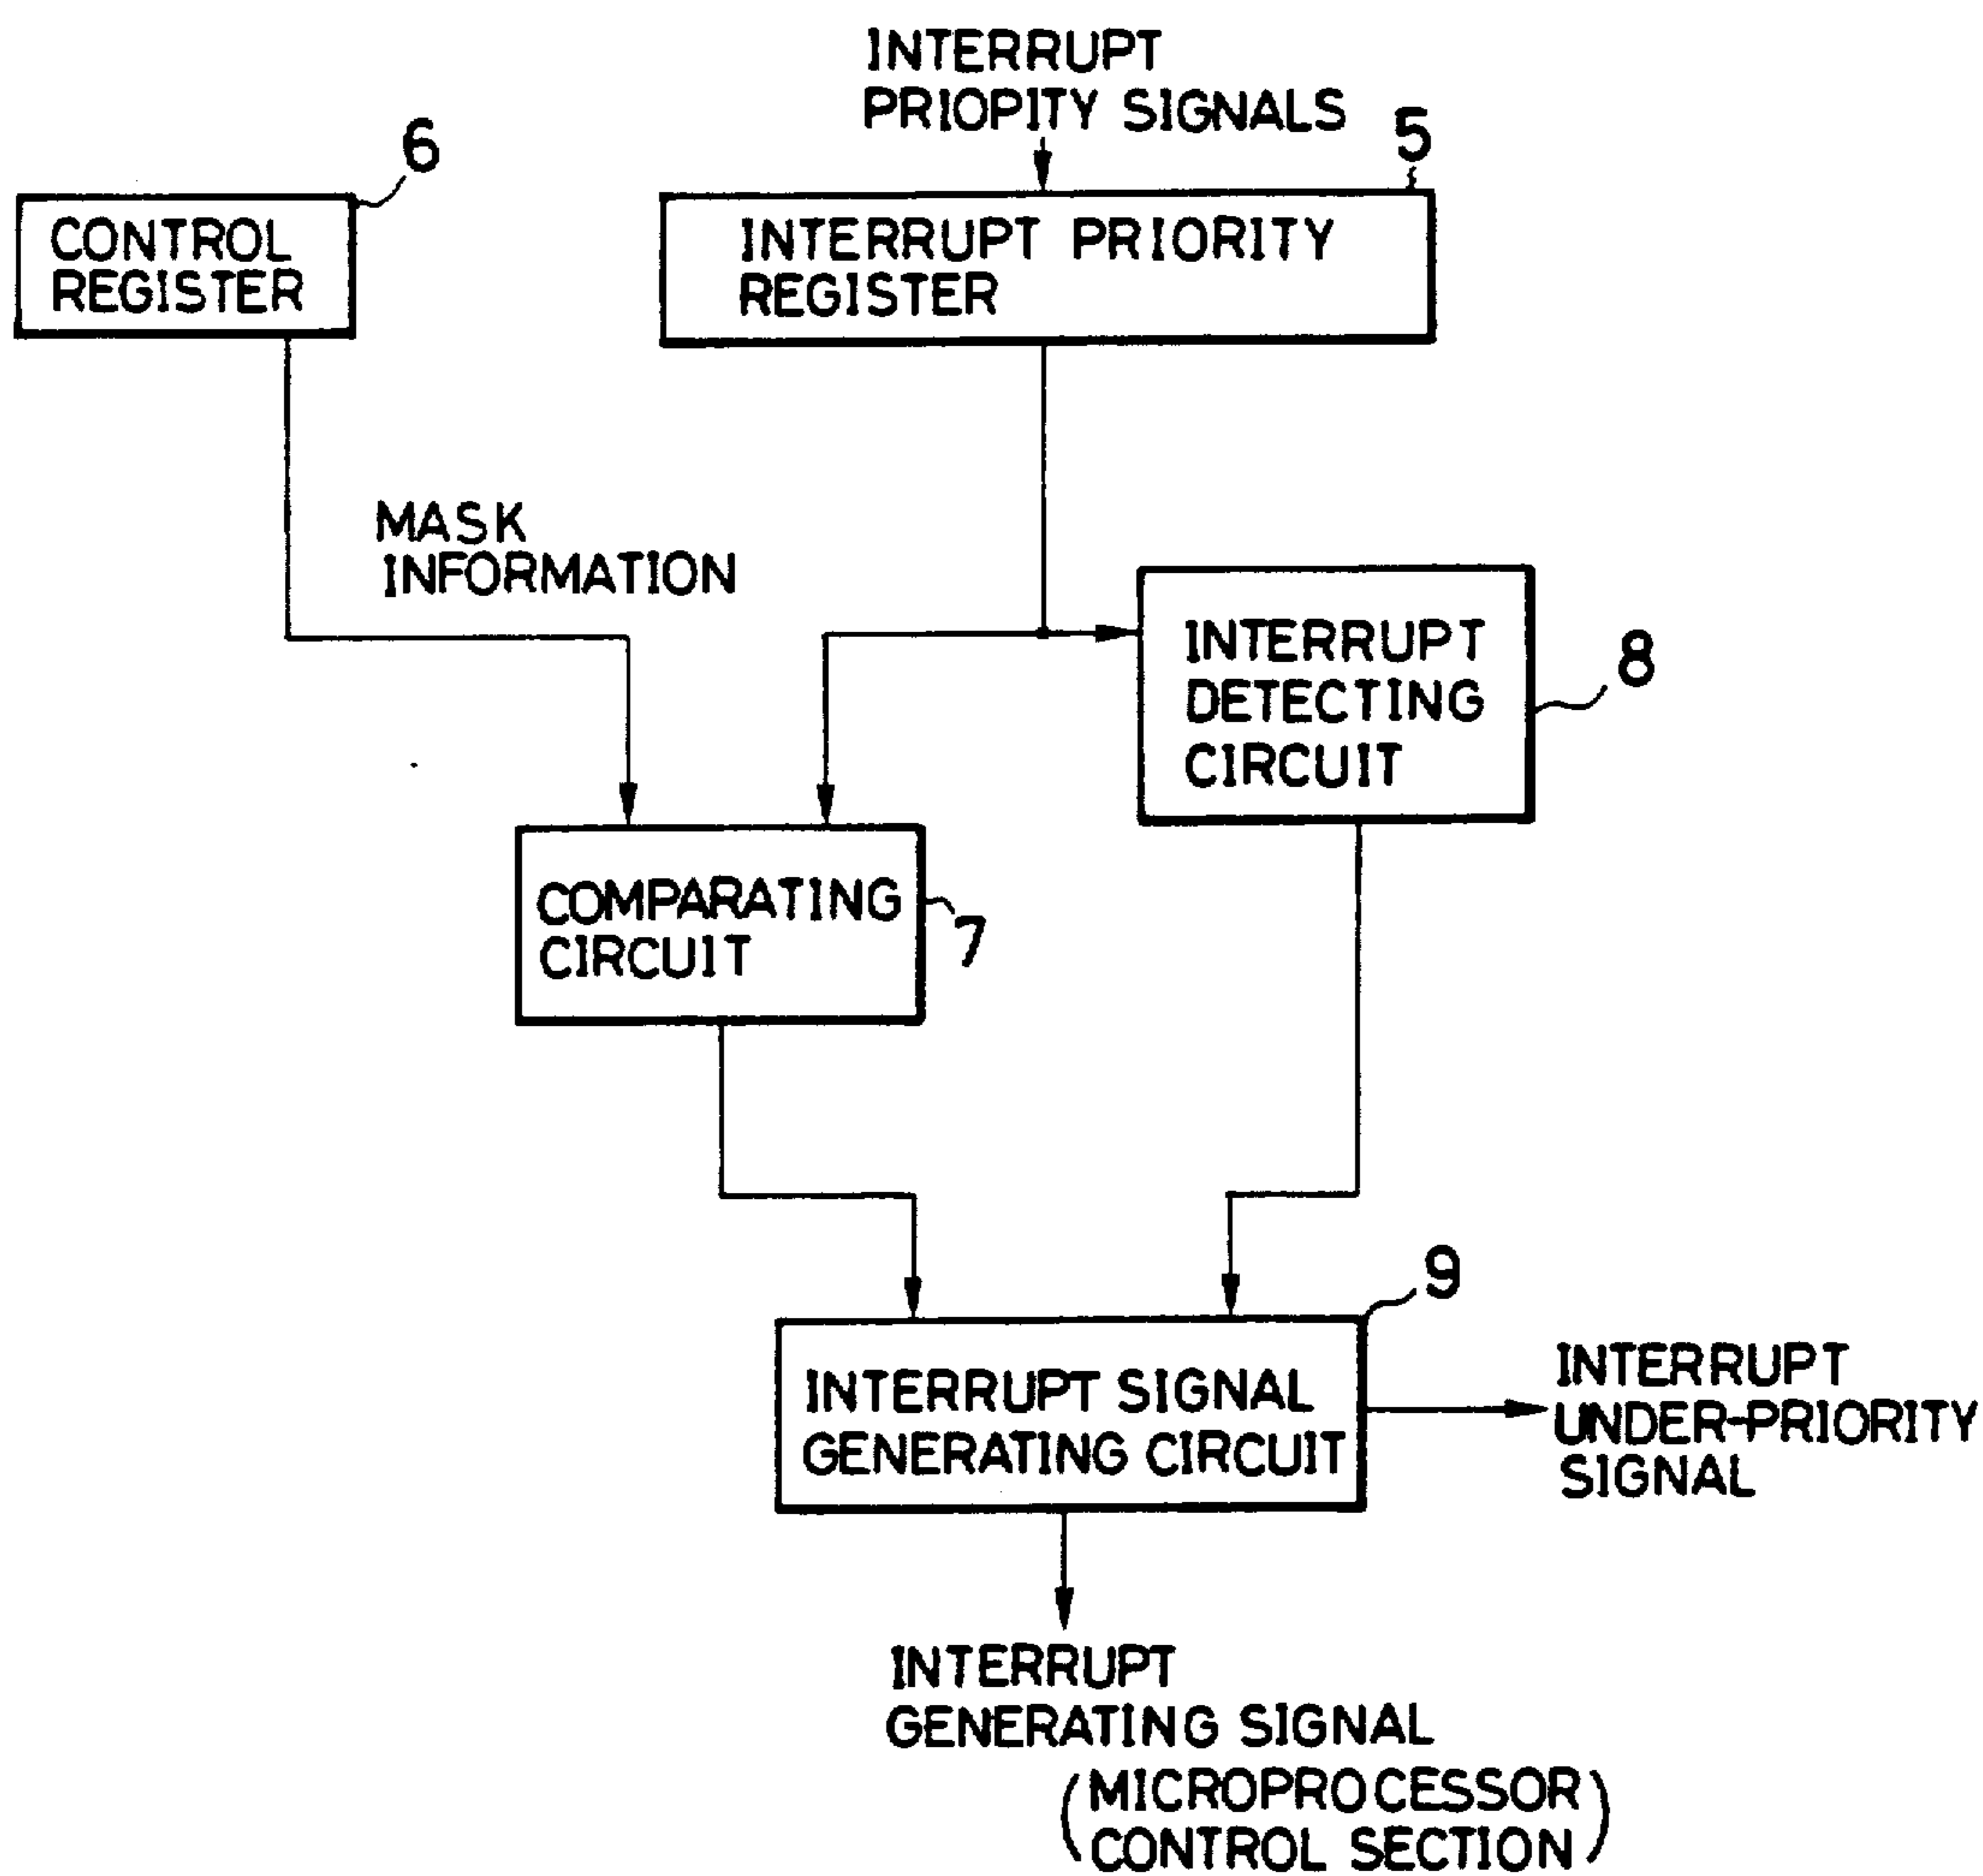 INTERRUPT
PRIOPITY SIGNALS
5
6
CONTROL
REGISTER
INTERRUPT PRIORITY
REGISTER
MASK
INFORMATION
INTERRUPT
DETECTING
CIRCUIT
8
COMPARATING
CIRCUIT
7
9
INTERRUPT SIGNAL
GENERATING CIRCUIT
INTERRUPT
UNDER-PRIORITY
SIGNAL
INTERRUPT
GENERATING SIGNAL
(MICROPROCESSOR
CONTROL SECTION)